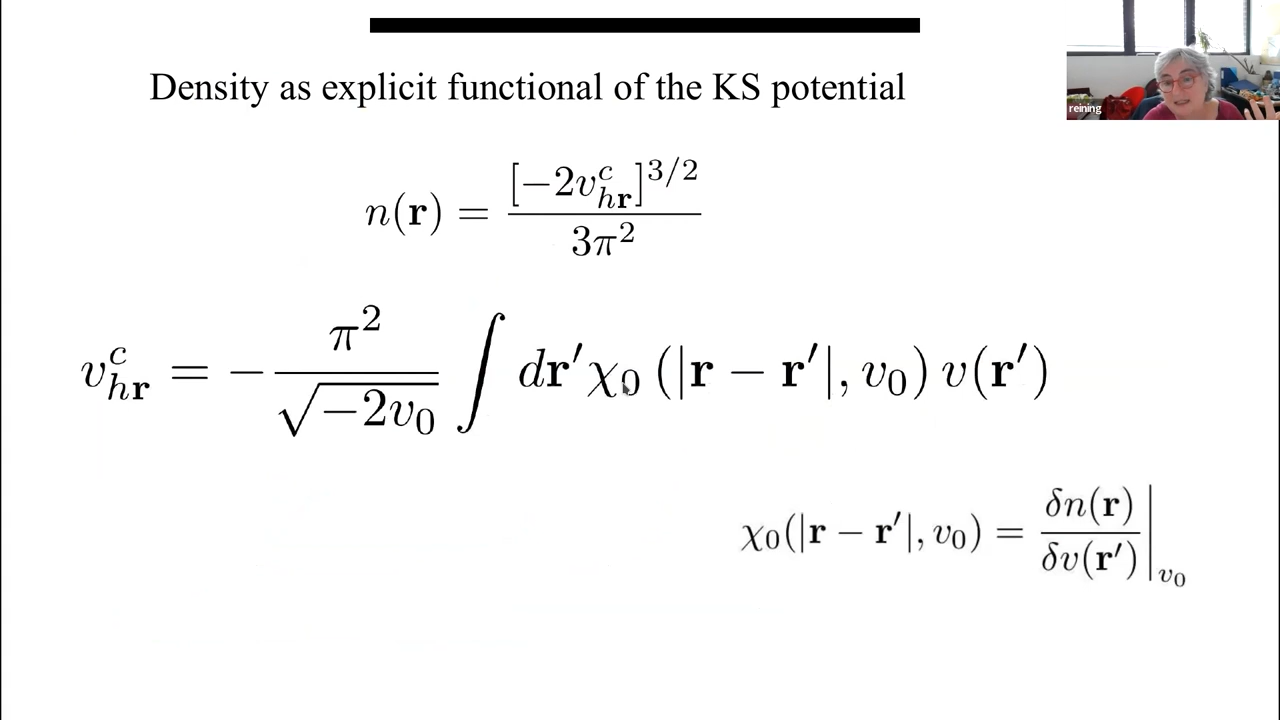 Density as explicit functional of the KS potential
reining
n(𝐫) = [−2v^c_{h𝐫}]^{3/2} / 3π²
v^c_{h𝐫} = − π² / √(−2v₀) ∫ d𝐫′χ₀ (|𝐫 − 𝐫′|, v₀) v(𝐫′)
χ₀(|𝐫 − 𝐫′|, v₀) = δn(𝐫) / δv(𝐫′) |_{v₀}